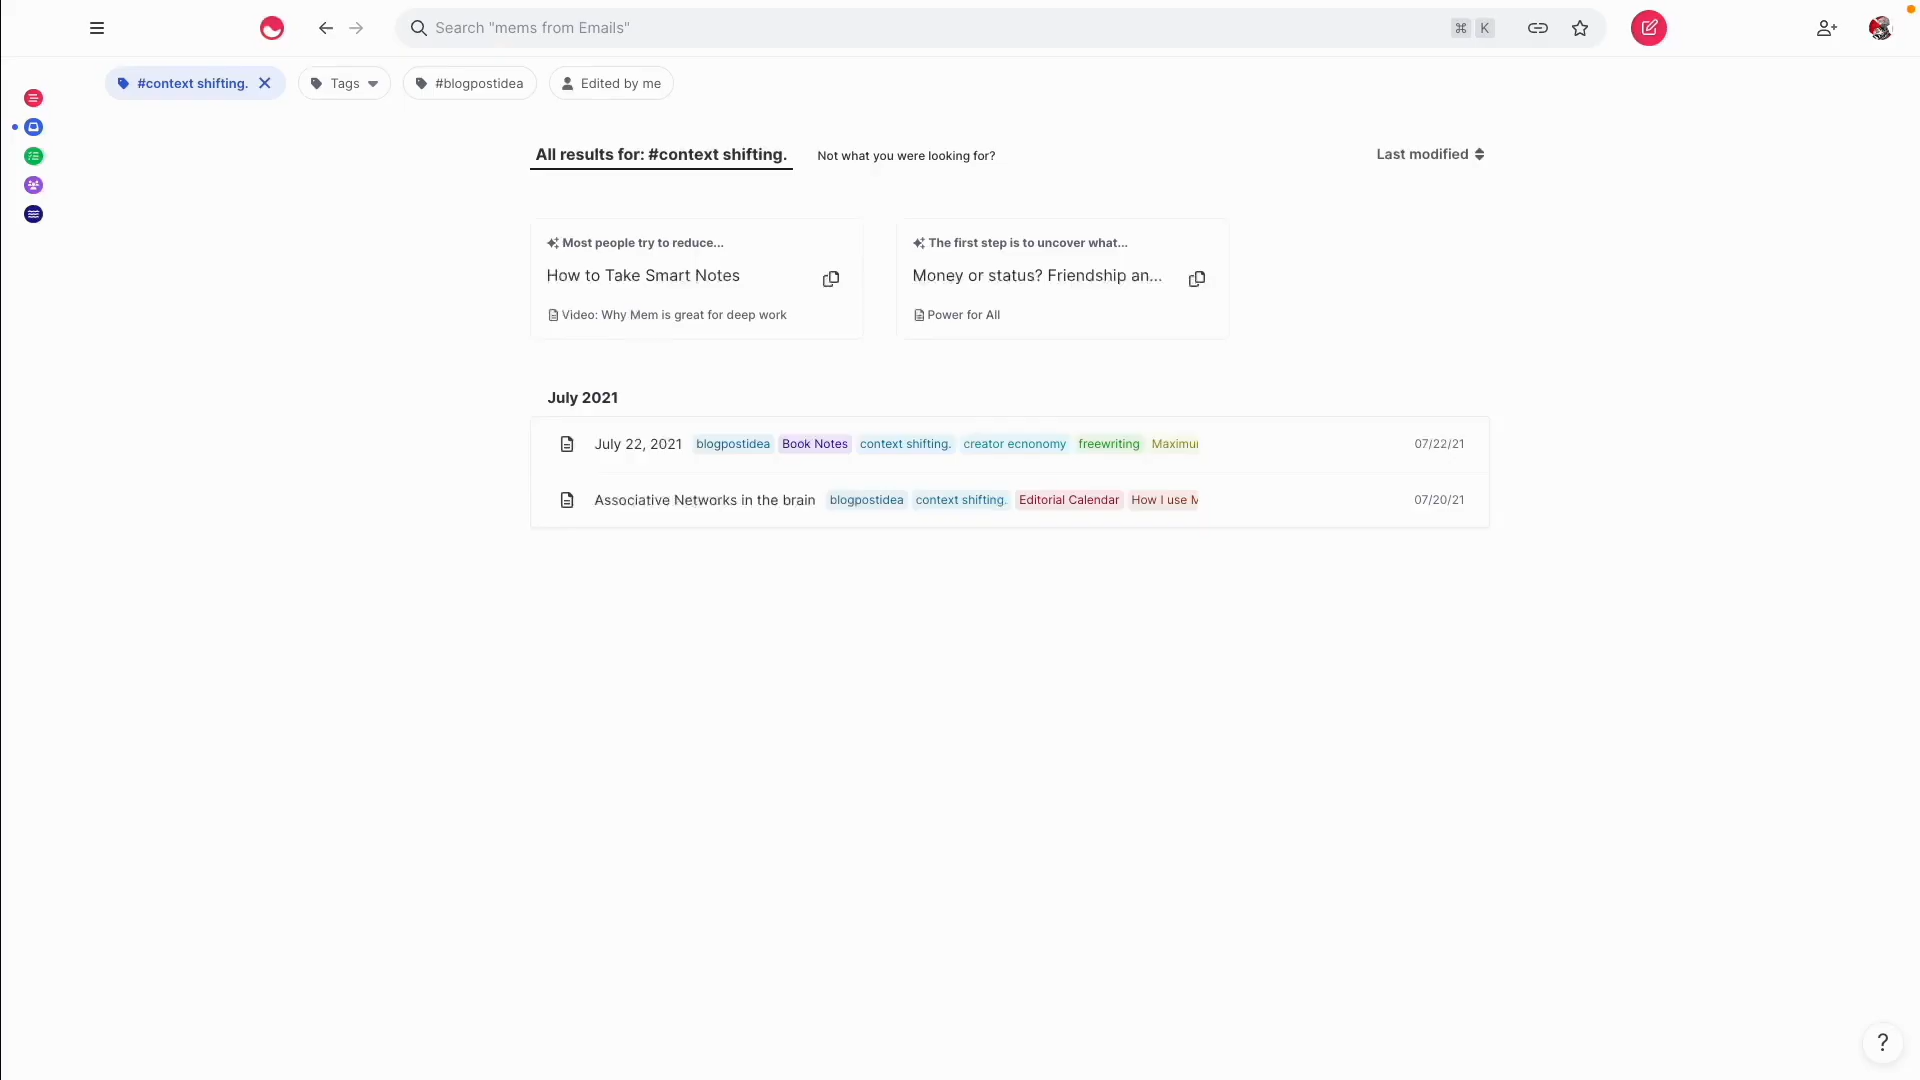 Search "mems from Emails" ⌘ K
#context shifting. Tags #blogpostidea Edited by me
All results for: #context shifting. Not what you were looking for? Last modified
Most people try to reduce... The first step is to uncover what...
How to Take Smart Notes Money or status? Friendship an...
Video: Why Mem is great for deep work Power for All
July 2021
July 22, 2021 blogpostidea Book Notes context shifting. creator ecnonomy freewriting Maximu 07/22/21
Associative Networks in the brain blogpostidea context shifting. Editorial Calendar How I use M 07/20/21
?